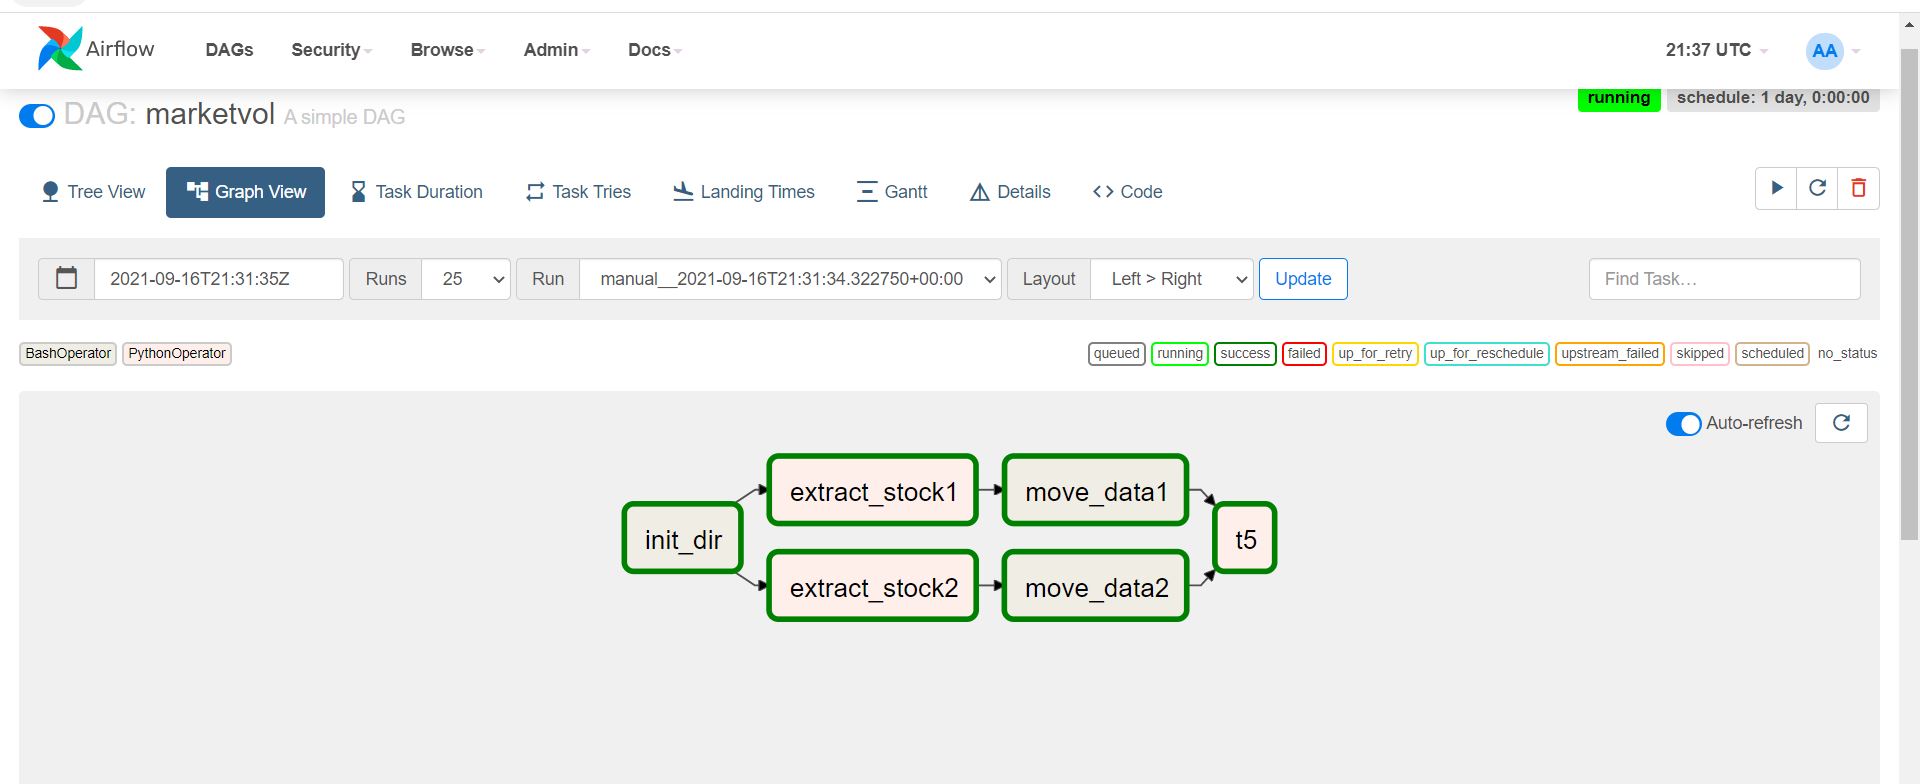 Airflow DAGs Security Browse Admin Docs 21:37 UTC AA
DAG: marketvol A simple DAG
running schedule: 1 day, 0:00:00
Tree View Graph View Task Duration Task Tries Landing Times Gantt Details Code
2021-09-16T21:31:35Z Runs 25 Run manual__2021-09-16T21:31:34.322750+00:00 Layout Left > Right Update Find Task…
BashOperator PythonOperator queued running success failed up_for_retry up_for_reschedule upstream_failed skipped scheduled no_status
Auto-refresh
extract_stock1 move_data1
init_dir t5
extract_stock2 move_data2